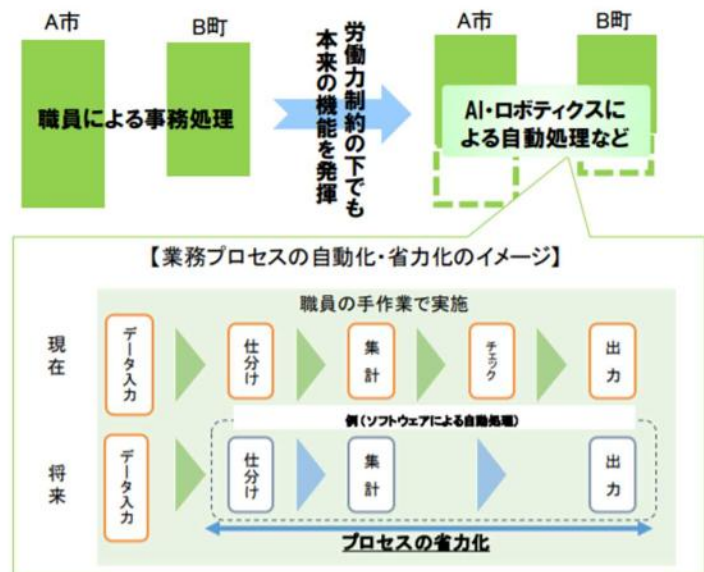 A市
B町
職員による事務処理
労働力制約の下でも
本来の機能を発揮
A市
B町
AI・ロボティクスに
よる自動処理など
【業務プロセスの自動化・省力化のイメージ】
職員の手作業で実施
現在
データ入力
仕分け
集計
チェック
出力
例（ソフトウェアによる自動処理）
将来
データ入力
仕分け
集計
出力
プロセスの省力化